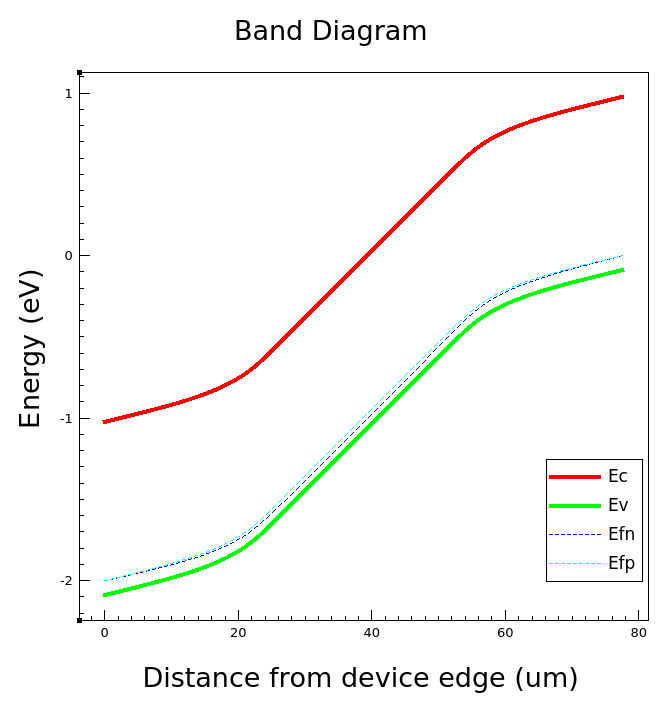 Band Diagram
1
0
-1
-2
Energy (eV)
Ec
Ev
Efn
Efp
0 20 40 60 80
Distance from device edge (um)